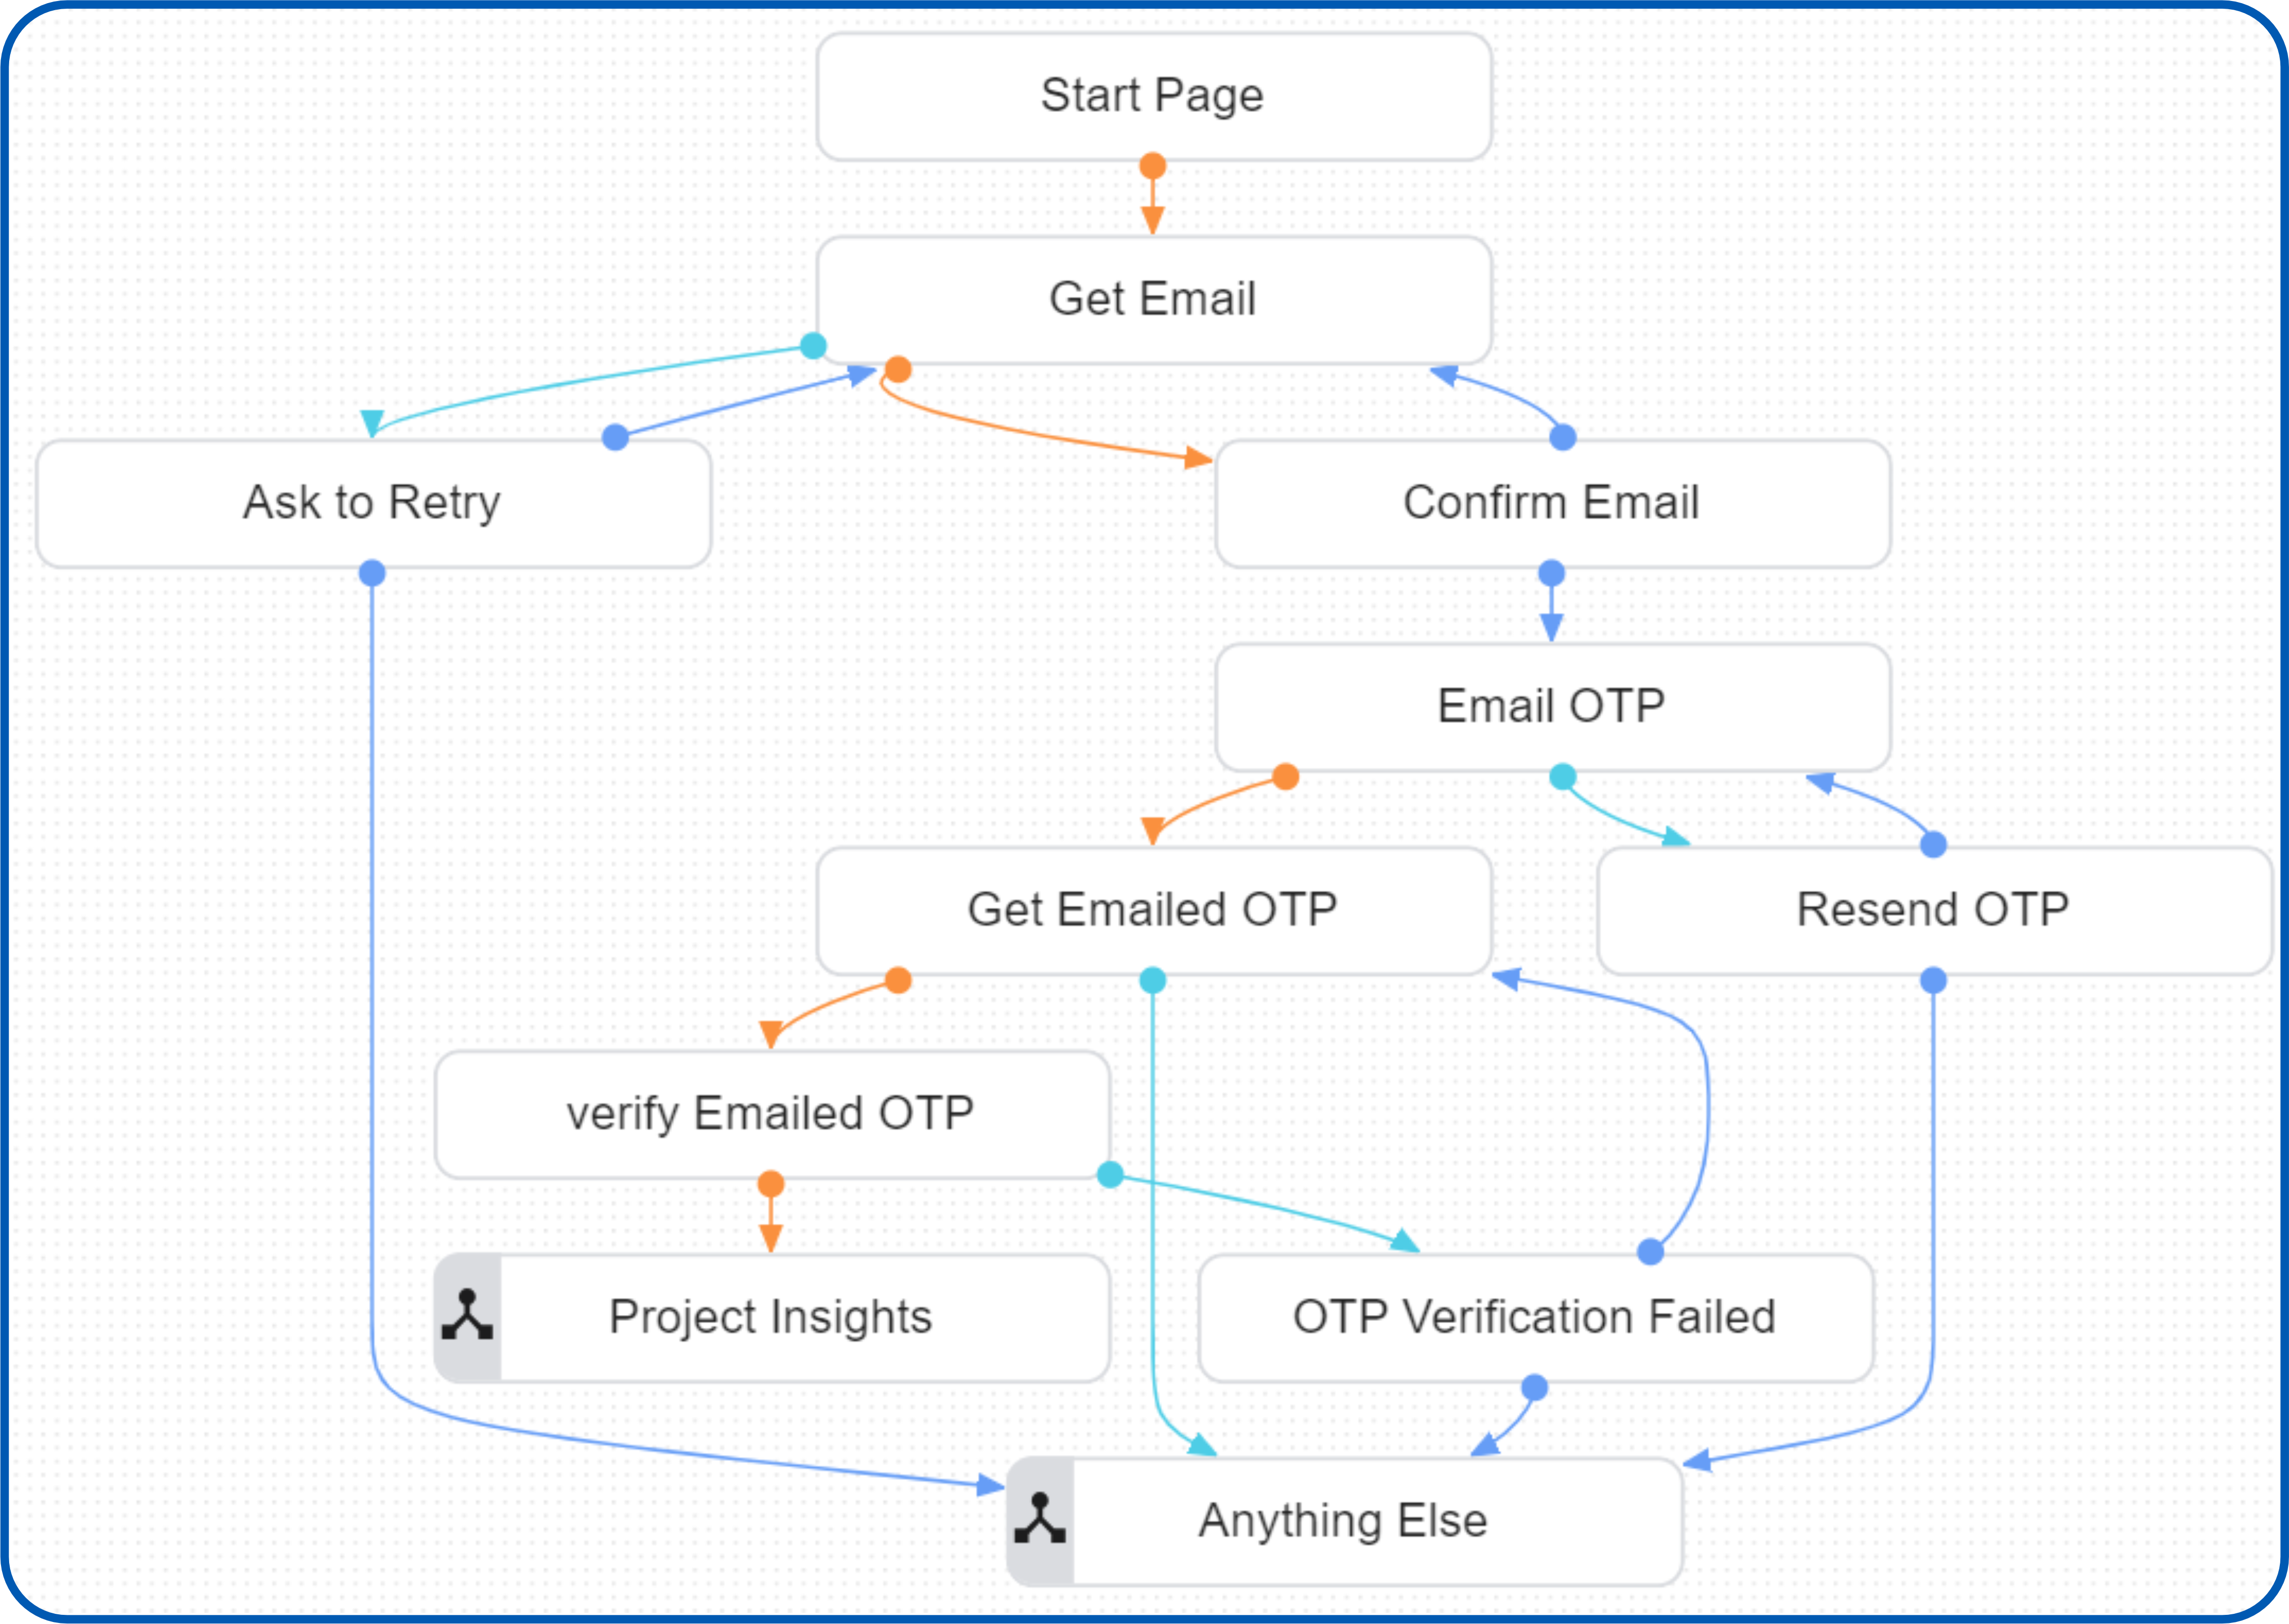 Start Page
Get Email
Ask to Retry
Confirm Email
Email OTP
Get Emailed OTP
Resend OTP
verify Emailed OTP
Project Insights
OTP Verification Failed
Anything Else